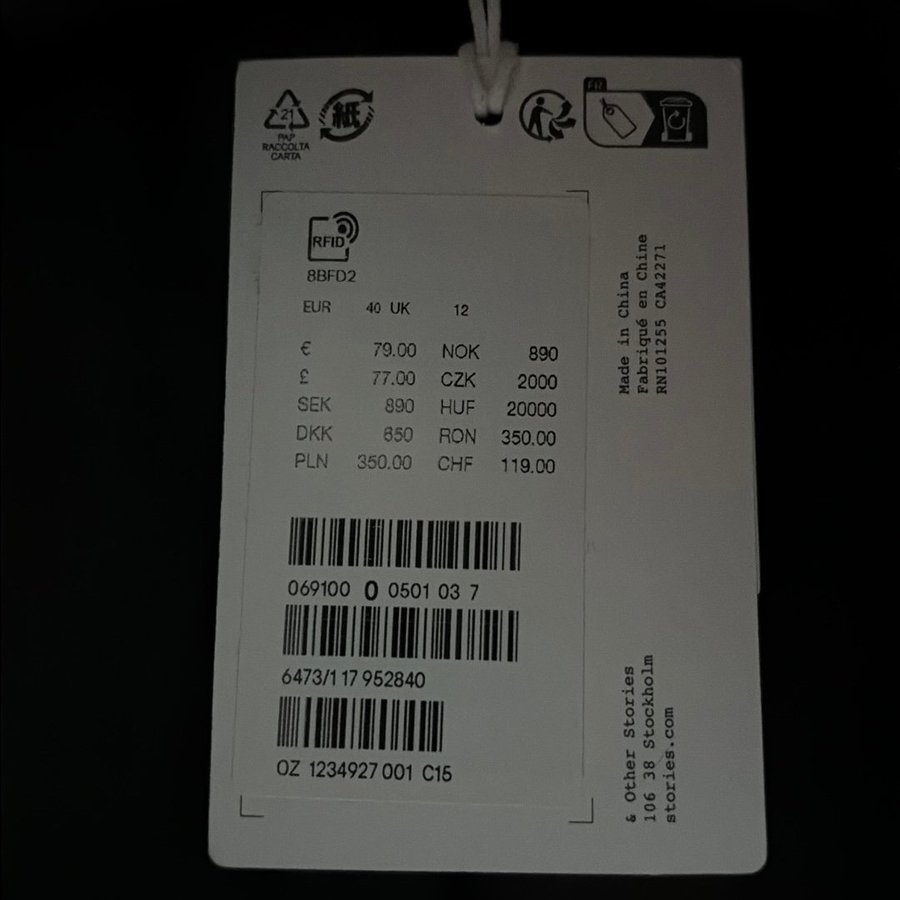 21
PAP
RACCOLTA
CARTA
紙
FR
RFID
8BFD2
EUR 40 UK 12
€ 79.00 NOK 890
£ 77.00 CZK 2000
SEK 890 HUF 20000
DKK 650 RON 350.00
PLN 350.00 CHF 119.00
069100 0 0501 03 7
6473/117 952840
OZ 1234927 001 C15
Made in China
Fabriqué en Chine
RN101255 CA42271
& Other Stories
106 38 Stockholm
stories.com